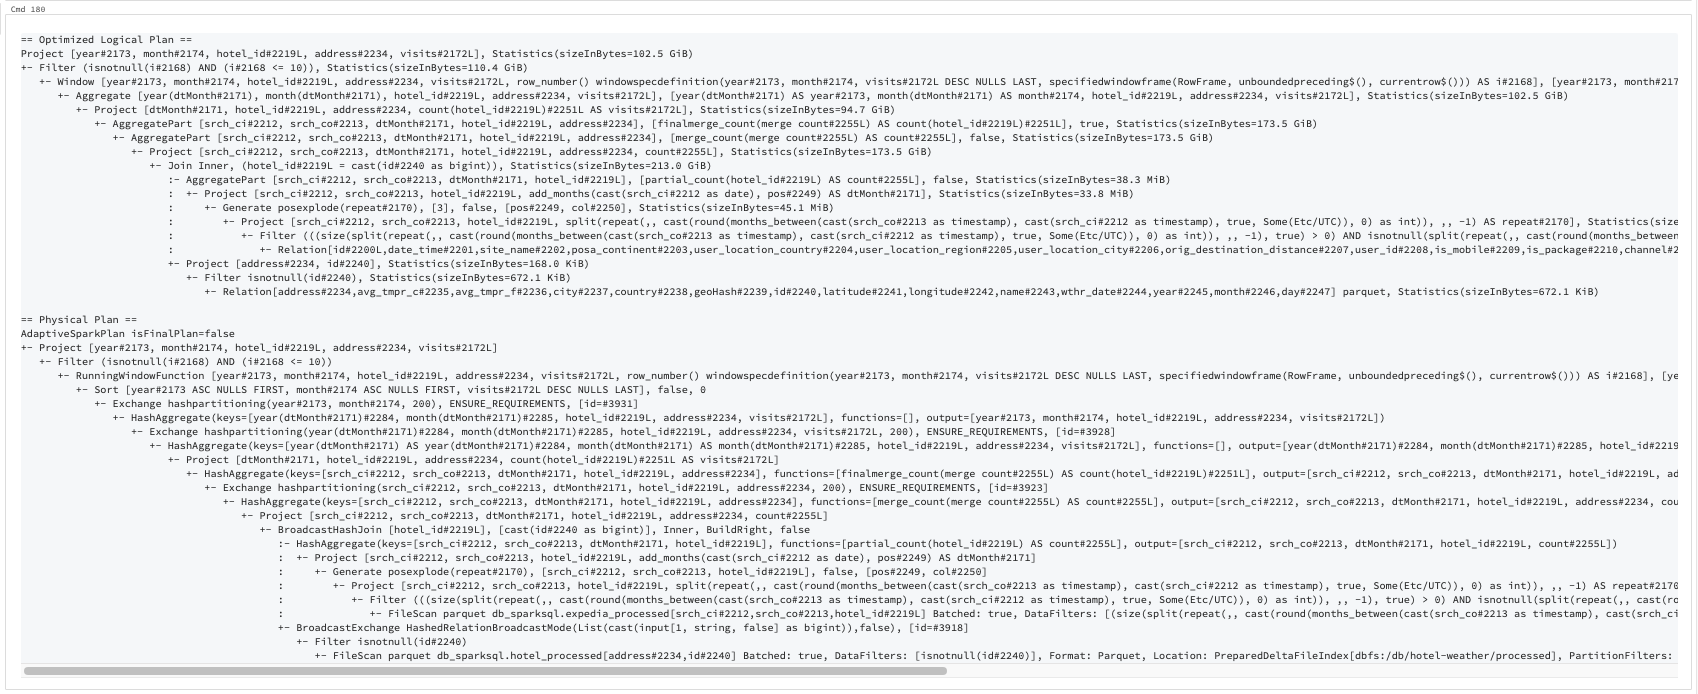 Cmd 180
== Optimized Logical Plan ==
Project [year#2173, month#2174, hotel_id#2219L, address#2234, visits#2172L], Statistics(sizeInBytes=102.5 GiB)
+- Filter (isnotnull(i#2168) AND (i#2168 <= 10)), Statistics(sizeInBytes=110.4 GiB)
+- Window [year#2173, month#2174, hotel_id#2219L, address#2234, visits#2172L, row_number() windowspecdefinition(year#2173, month#2174, visits#2172L DESC NULLS LAST, specifiedwindowframe(RowFrame, unboundedpreceding$(), currentrow$())) AS i#2168], [year#2173, month#217
+- Aggregate [year(dtMonth#2171), month(dtMonth#2171), hotel_id#2219L, address#2234, visits#2172L], [year(dtMonth#2171) AS year#2173, month(dtMonth#2171) AS month#2174, hotel_id#2219L, address#2234, visits#2172L], Statistics(sizeInBytes=102.5 GiB)
+- Project [dtMonth#2171, hotel_id#2219L, address#2234, count(hotel_id#2219L)#2251L AS visits#2172L], Statistics(sizeInBytes=94.7 GiB)
+- AggregatePart [srch_ci#2212, srch_co#2213, dtMonth#2171, hotel_id#2219L, address#2234], [finalmerge_count(merge count#2255L) AS count(hotel_id#2219L)#2251L], true, Statistics(sizeInBytes=173.5 GiB)
+- AggregatePart [srch_ci#2212, srch_co#2213, dtMonth#2171, hotel_id#2219L, address#2234], [merge_count(merge count#2255L) AS count#2255L], false, Statistics(sizeInBytes=173.5 GiB)
+- Project [srch_ci#2212, srch_co#2213, dtMonth#2171, hotel_id#2219L, address#2234, count#2255L], Statistics(sizeInBytes=173.5 GiB)
+- Join Inner, (hotel_id#2219L = cast(id#2240 as bigint)), Statistics(sizeInBytes=213.0 GiB)
:- AggregatePart [srch_ci#2212, srch_co#2213, dtMonth#2171, hotel_id#2219L], [partial_count(hotel_id#2219L) AS count#2255L], false, Statistics(sizeInBytes=38.3 MiB)
: +- Project [srch_ci#2212, srch_co#2213, hotel_id#2219L, add_months(cast(srch_ci#2212 as date), pos#2249) AS dtMonth#2171], Statistics(sizeInBytes=33.8 MiB)
: +- Generate posexplode(repeat#2170), [3], false, [pos#2249, col#2250], Statistics(sizeInBytes=45.1 MiB)
: +- Project [srch_ci#2212, srch_co#2213, hotel_id#2219L, split(repeat(,, cast(round(months_between(cast(srch_co#2213 as timestamp), cast(srch_ci#2212 as timestamp), true, Some(Etc/UTC)), 0) as int)), ,, -1) AS repeat#2170], Statistics(size
: +- Filter (((size(split(repeat(,, cast(round(months_between(cast(srch_co#2213 as timestamp), cast(srch_ci#2212 as timestamp), true, Some(Etc/UTC)), 0) as int)), ,, -1), true) > 0) AND isnotnull(split(repeat(,, cast(round(months_between
: +- Relation[id#2200L,date_time#2201,site_name#2202,posa_continent#2203,user_location_country#2204,user_location_region#2205,user_location_city#2206,orig_destination_distance#2207,user_id#2208,is_mobile#2209,is_package#2210,channel#2
+- Project [address#2234, id#2240], Statistics(sizeInBytes=168.0 KiB)
+- Filter isnotnull(id#2240), Statistics(sizeInBytes=672.1 KiB)
+- Relation[address#2234,avg_tmpr_c#2235,avg_tmpr_f#2236,city#2237,country#2238,geoHash#2239,id#2240,latitude#2241,longitude#2242,name#2243,wthr_date#2244,year#2245,month#2246,day#2247] parquet, Statistics(sizeInBytes=672.1 KiB)
== Physical Plan ==
AdaptiveSparkPlan isFinalPlan=false
+- Project [year#2173, month#2174, hotel_id#2219L, address#2234, visits#2172L]
+- Filter (isnotnull(i#2168) AND (i#2168 <= 10))
+- RunningWindowFunction [year#2173, month#2174, hotel_id#2219L, address#2234, visits#2172L, row_number() windowspecdefinition(year#2173, month#2174, visits#2172L DESC NULLS LAST, specifiedwindowframe(RowFrame, unboundedpreceding$(), currentrow$())) AS i#2168], [ye
+- Sort [year#2173 ASC NULLS FIRST, month#2174 ASC NULLS FIRST, visits#2172L DESC NULLS LAST], false, 0
+- Exchange hashpartitioning(year#2173, month#2174, 200), ENSURE_REQUIREMENTS, [id=#3931]
+- HashAggregate(keys=[year(dtMonth#2171)#2284, month(dtMonth#2171)#2285, hotel_id#2219L, address#2234, visits#2172L], functions=[], output=[year#2173, month#2174, hotel_id#2219L, address#2234, visits#2172L])
+- Exchange hashpartitioning(year(dtMonth#2171)#2284, month(dtMonth#2171)#2285, hotel_id#2219L, address#2234, visits#2172L, 200), ENSURE_REQUIREMENTS, [id=#3928]
+- HashAggregate(keys=[year(dtMonth#2171) AS year(dtMonth#2171)#2284, month(dtMonth#2171) AS month(dtMonth#2171)#2285, hotel_id#2219L, address#2234, visits#2172L], functions=[], output=[year(dtMonth#2171)#2284, month(dtMonth#2171)#2285, hotel_id#2219
+- Project [dtMonth#2171, hotel_id#2219L, address#2234, count(hotel_id#2219L)#2251L AS visits#2172L]
+- HashAggregate(keys=[srch_ci#2212, srch_co#2213, dtMonth#2171, hotel_id#2219L, address#2234], functions=[finalmerge_count(merge count#2255L) AS count(hotel_id#2219L)#2251L], output=[srch_ci#2212, srch_co#2213, dtMonth#2171, hotel_id#2219L, ad
+- Exchange hashpartitioning(srch_ci#2212, srch_co#2213, dtMonth#2171, hotel_id#2219L, address#2234, 200), ENSURE_REQUIREMENTS, [id=#3923]
+- HashAggregate(keys=[srch_ci#2212, srch_co#2213, dtMonth#2171, hotel_id#2219L, address#2234], functions=[merge_count(merge count#2255L) AS count#2255L], output=[srch_ci#2212, srch_co#2213, dtMonth#2171, hotel_id#2219L, address#2234, cou
+- Project [srch_ci#2212, srch_co#2213, dtMonth#2171, hotel_id#2219L, address#2234, count#2255L]
+- BroadcastHashJoin [hotel_id#2219L], [cast(id#2240 as bigint)], Inner, BuildRight, false
:- HashAggregate(keys=[srch_ci#2212, srch_co#2213, dtMonth#2171, hotel_id#2219L], functions=[partial_count(hotel_id#2219L) AS count#2255L], output=[srch_ci#2212, srch_co#2213, dtMonth#2171, hotel_id#2219L, count#2255L])
: +- Project [srch_ci#2212, srch_co#2213, hotel_id#2219L, add_months(cast(srch_ci#2212 as date), pos#2249) AS dtMonth#2171]
: +- Generate posexplode(repeat#2170), [srch_ci#2212, srch_co#2213, hotel_id#2219L], false, [pos#2249, col#2250]
: +- Project [srch_ci#2212, srch_co#2213, hotel_id#2219L, split(repeat(,, cast(round(months_between(cast(srch_co#2213 as timestamp), cast(srch_ci#2212 as timestamp), true, Some(Etc/UTC)), 0) as int)), ,, -1) AS repeat#2170
: +- Filter (((size(split(repeat(,, cast(round(months_between(cast(srch_co#2213 as timestamp), cast(srch_ci#2212 as timestamp), true, Some(Etc/UTC)), 0) as int)), ,, -1), true) > 0) AND isnotnull(split(repeat(,, cast(ro
: +- FileScan parquet db_sparksql.expedia_processed[srch_ci#2212,srch_co#2213,hotel_id#2219L] Batched: true, DataFilters: [(size(split(repeat(,, cast(round(months_between(cast(srch_co#2213 as timestamp), cast(srch_ci
+- BroadcastExchange HashedRelationBroadcastMode(List(cast(input[1, string, false] as bigint)),false), [id=#3918]
+- Filter isnotnull(id#2240)
+- FileScan parquet db_sparksql.hotel_processed[address#2234,id#2240] Batched: true, DataFilters: [isnotnull(id#2240)], Format: Parquet, Location: PreparedDeltaFileIndex[dbfs:/db/hotel-weather/processed], PartitionFilters: